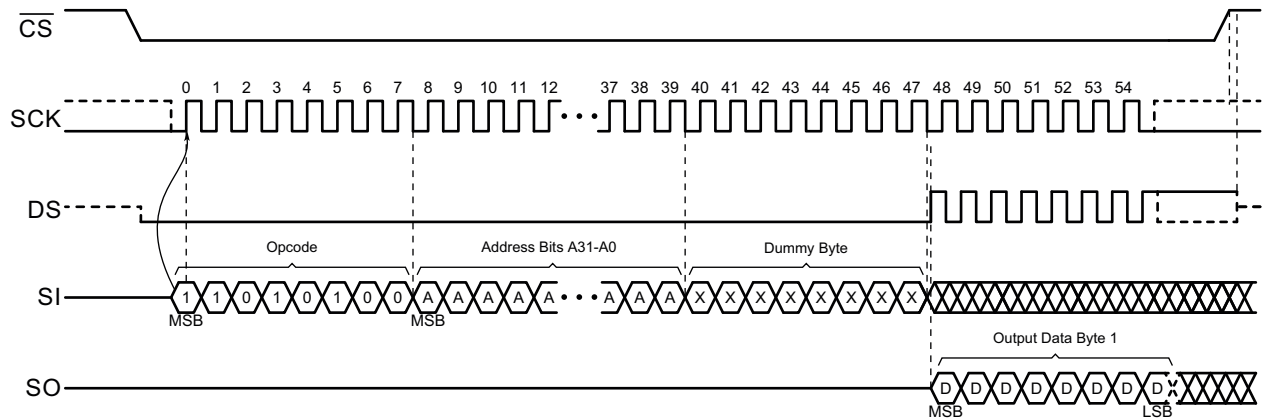 CS
0 1 2 3 4 5 6 7 8 9 10 11 12 37 38 39 40 41 42 43 44 45 46 47 48 49 50 51 52 53 54
SCK
DS
Opcode Address Bits A31-A0 Dummy Byte
SI 1 1 0 1 0 1 0 0 A A A A A A A A X X X X X X X X
MSB MSB
Output Data Byte 1
SO D D D D D D D D
MSB LSB